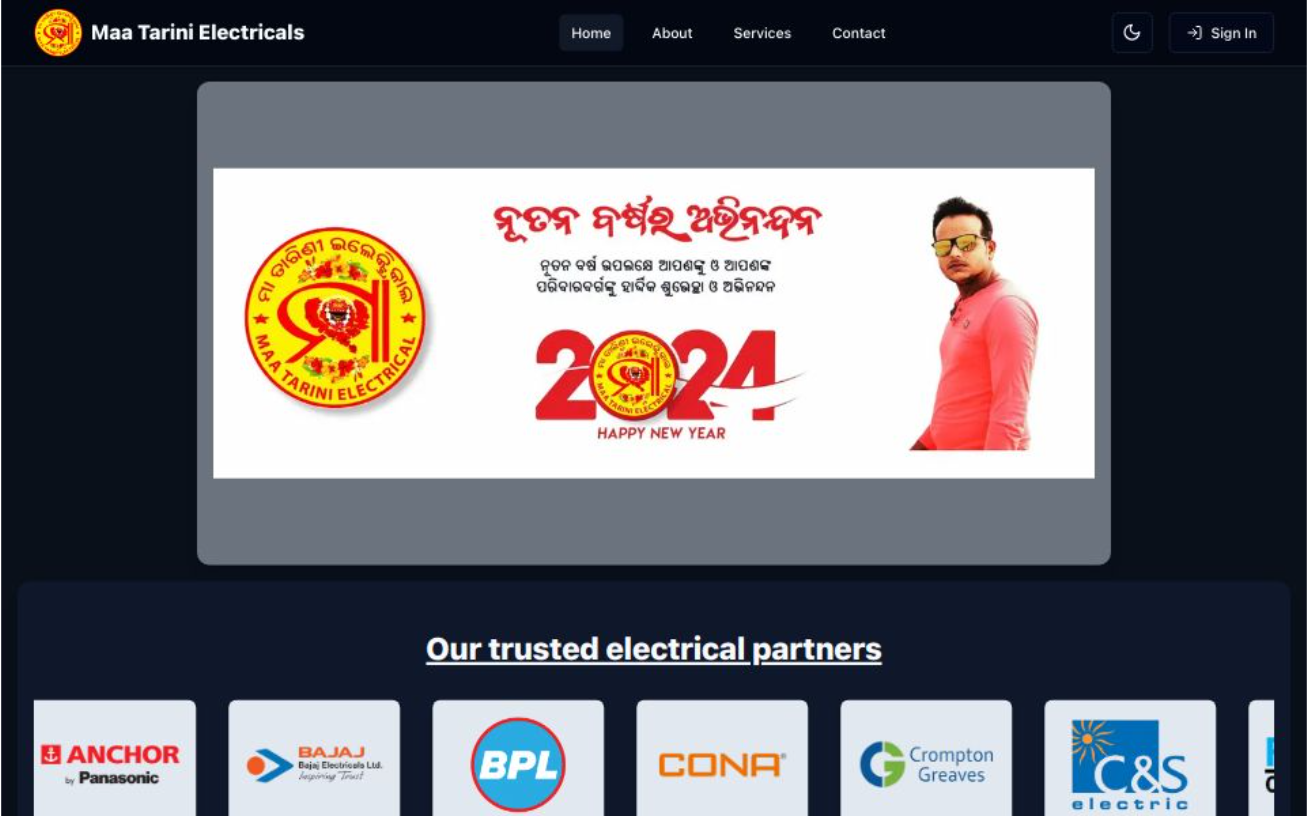 Maa Tarini Electricals
Home
About
Services
Contact
Sign In
ମା ତାରିଣୀ ଇଲେକ୍ଟ୍ରିକାଲ
ମା
MAA TARINI ELECTRICAL
ନୂତନ ବର୍ଷର ଅଭିନନ୍ଦନ
ନୂତନ ବର୍ଷ ଉପଲକ୍ଷେ ଆପଣଙ୍କୁ ଓ ଆପଣଙ୍କ
ପରିବାରବର୍ଗଙ୍କୁ ହାର୍ଦ୍ଦିକ ଶୁଭେଚ୍ଛା ଓ ଅଭିନନ୍ଦନ
2024
HAPPY NEW YEAR
Our trusted electrical partners
ANCHOR
by Panasonic
BAJAJ
Bajaj Electricals Ltd.
Inspiring Trust
BPL
CONA
Crompton
Greaves
C&S
electric